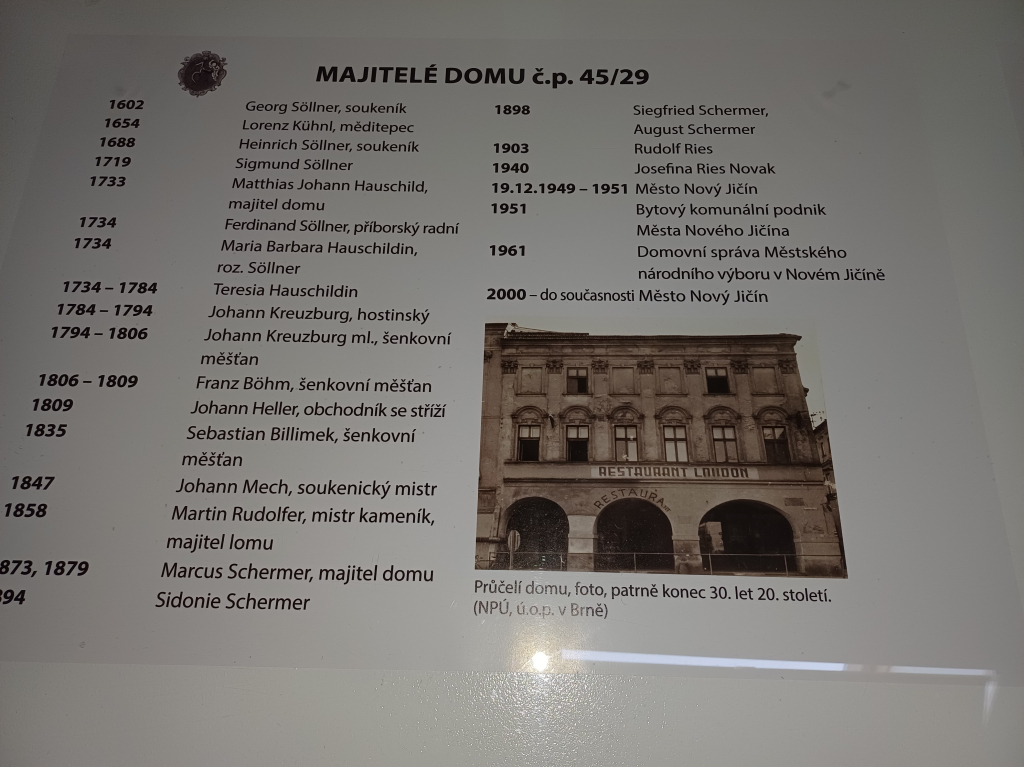 MAJITELÉ DOMU č.p. 45/29
1602 Georg Söllner, soukeník
1654 Lorenz Kühnl, měditepec
1688 Heinrich Söllner, soukeník
1719 Sigmund Söllner
1733 Matthias Johann Hauschild,
majitel domu
1734 Ferdinand Söllner, příborský radní
1734 Maria Barbara Hauschildin,
roz. Söllner
1734 – 1784 Teresia Hauschildin
1784 – 1794 Johann Kreuzburg, hostinský
1794 – 1806 Johann Kreuzburg ml., šenkovní
měšťan
1806 – 1809 Franz Böhm, šenkovní měšťan
1809 Johann Heller, obchodník se stříží
1835 Sebastian Billimek, šenkovní
měšťan
1847 Johann Mech, soukenický mistr
1858 Martin Rudolfer, mistr kameník,
majitel lomu
873, 1879 Marcus Schermer, majitel domu
894 Sidonie Schermer
1898 Siegfried Schermer,
August Schermer
1903 Rudolf Ries
1940 Josefina Ries Novak
19.12.1949 – 1951 Město Nový Jičín
1951 Bytový komunální podnik
Města Nového Jičína
1961 Domovní správa Městského
národního výboru v Novém Jičíně
2000 – do současnosti Město Nový Jičín
RESTAURANT LAUDON
RESTAURA
Průčelí domu, foto, patrně konec 30. let 20. století.
(NPÚ, ú.o.p. v Brně)